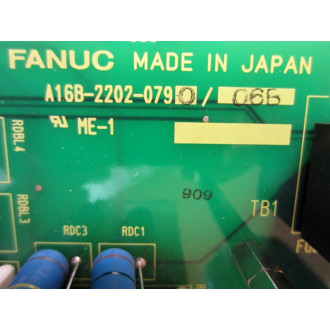 FANUC MADE IN JAPAN
A16B-2202-0790/06B
ME-1
RDBL4
RDBL3
909
TB1
RDC3
RDC1